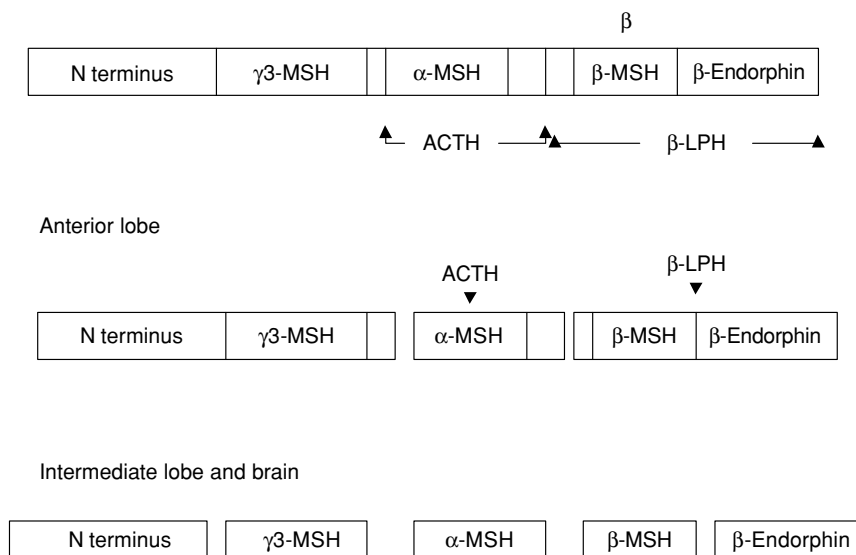 β
N terminus γ3-MSH α-MSH β-MSH β-Endorphin
ACTH β-LPH
Anterior lobe
ACTH β-LPH
N terminus γ3-MSH α-MSH β-MSH β-Endorphin
Intermediate lobe and brain
N terminus γ3-MSH α-MSH β-MSH β-Endorphin